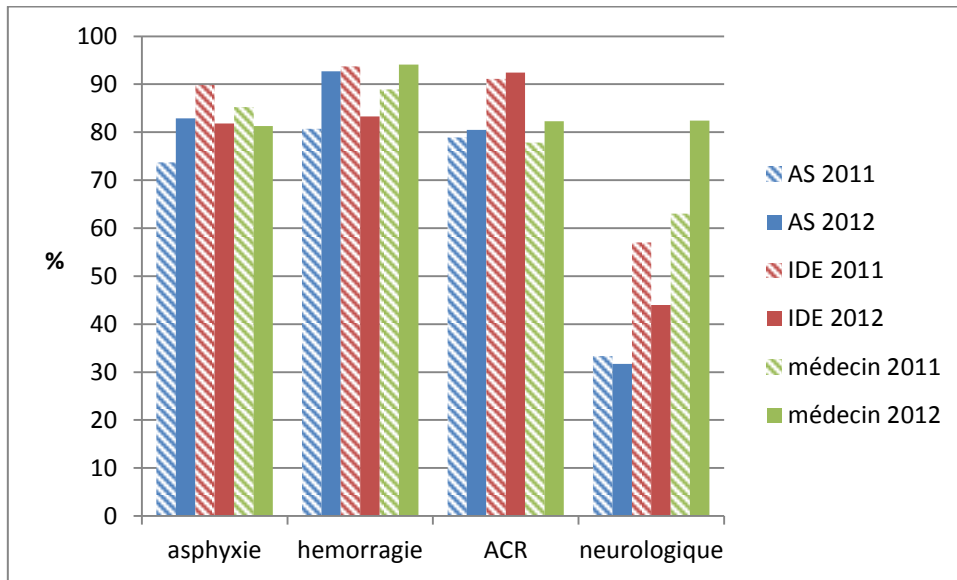 100
90
80
70
60
50
40
30
20
10
0
%
asphyxie
hemorragie
ACR
neurologique
AS 2011
AS 2012
IDE 2011
IDE 2012
médecin 2011
médecin 2012